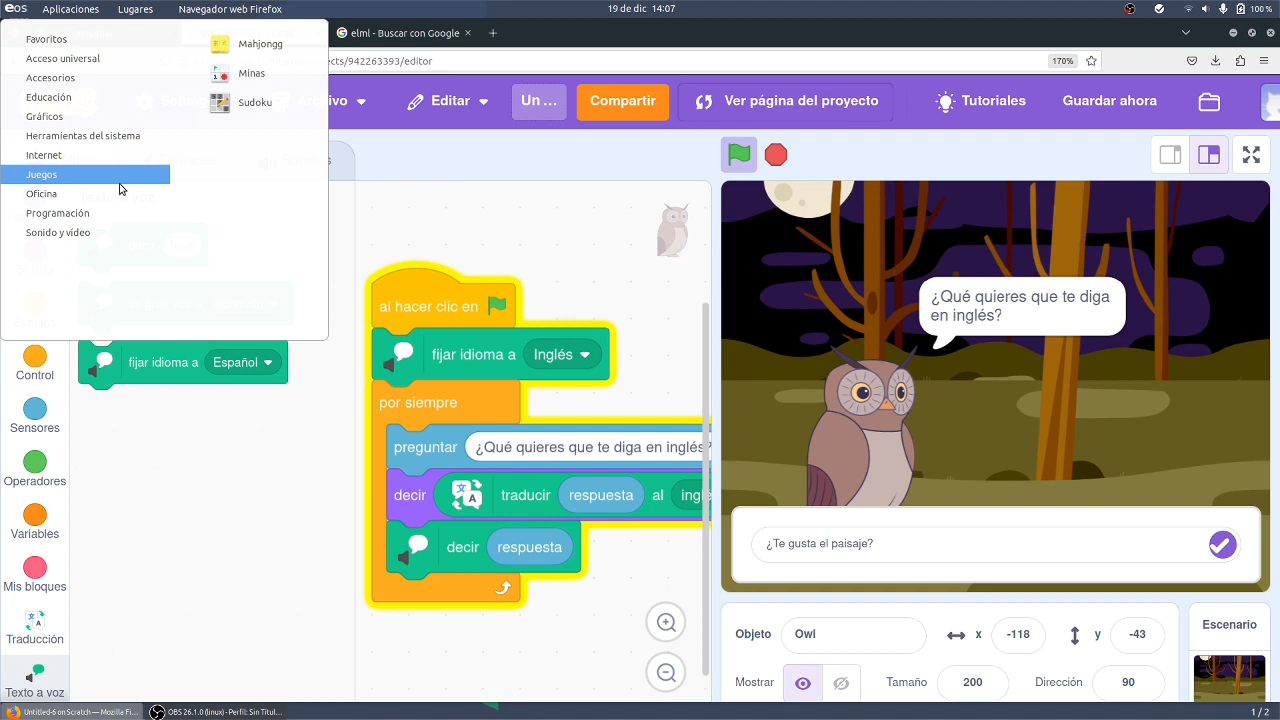 eos Aplicaciones Lugares Navegador web Firefox 19 de dic 14:07 100 %
Favoritos
Acceso universal
Accesorios
Educación
Gráficos
Herramientas del sistema
Internet
Juegos
Oficina
Programación
Sonido y vídeo
Mahjongg
Minas
Sudoku
elml - Buscar con Google
ects/942263393/editor 170%
Editar Un ... Compartir Ver página del proyecto Tutoriales Guardar ahora
fijar idioma a Español
Control
Sensores
Operadores
Variables
Mis bloques
Traducción
Texto a voz
al hacer clic en
fijar idioma a Inglés
por siempre
preguntar ¿Qué quieres que te diga en inglés?
decir traducir respuesta al ingl
decir respuesta
¿Qué quieres que te diga
en inglés?
¿Te gusta el paisaje?
Objeto Owl x -118 y -43
Mostrar Tamaño 200 Dirección 90
Escenario
Untitled-6 on Scratch — Mozilla Fi... OBS 26.1.0 (linux) - Perfil: Sin Titul... 1 / 2